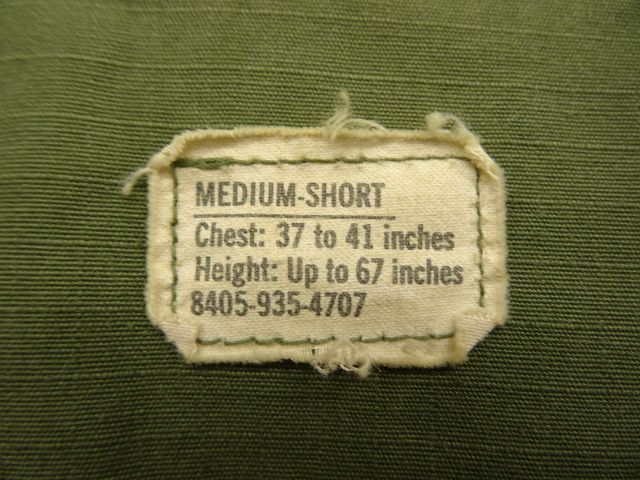 MEDIUM-SHORT
Chest: 37 to 41 inches
Height: Up to 67 inches
8405-935-4707